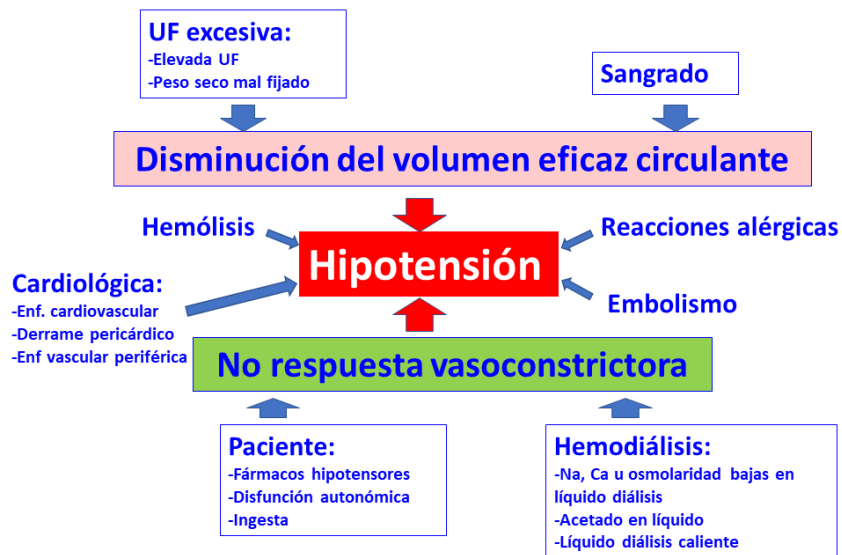 UF excesiva:
-Elevada UF
-Peso seco mal fijado
Sangrado
Disminución del volumen eficaz circulante
Hemólisis
Reacciones alérgicas
Hipotensión
Cardiológica:
-Enf. cardiovascular
-Derrame pericárdico
-Enf vascular periférica
Embolismo
No respuesta vasoconstrictora
Paciente:
-Fármacos hipotensores
-Disfunción autonómica
-Ingesta
Hemodiálisis:
-Na, Ca u osmolaridad bajas en
líquido diálisis
-Acetado en líquido
-Líquido diálisis caliente